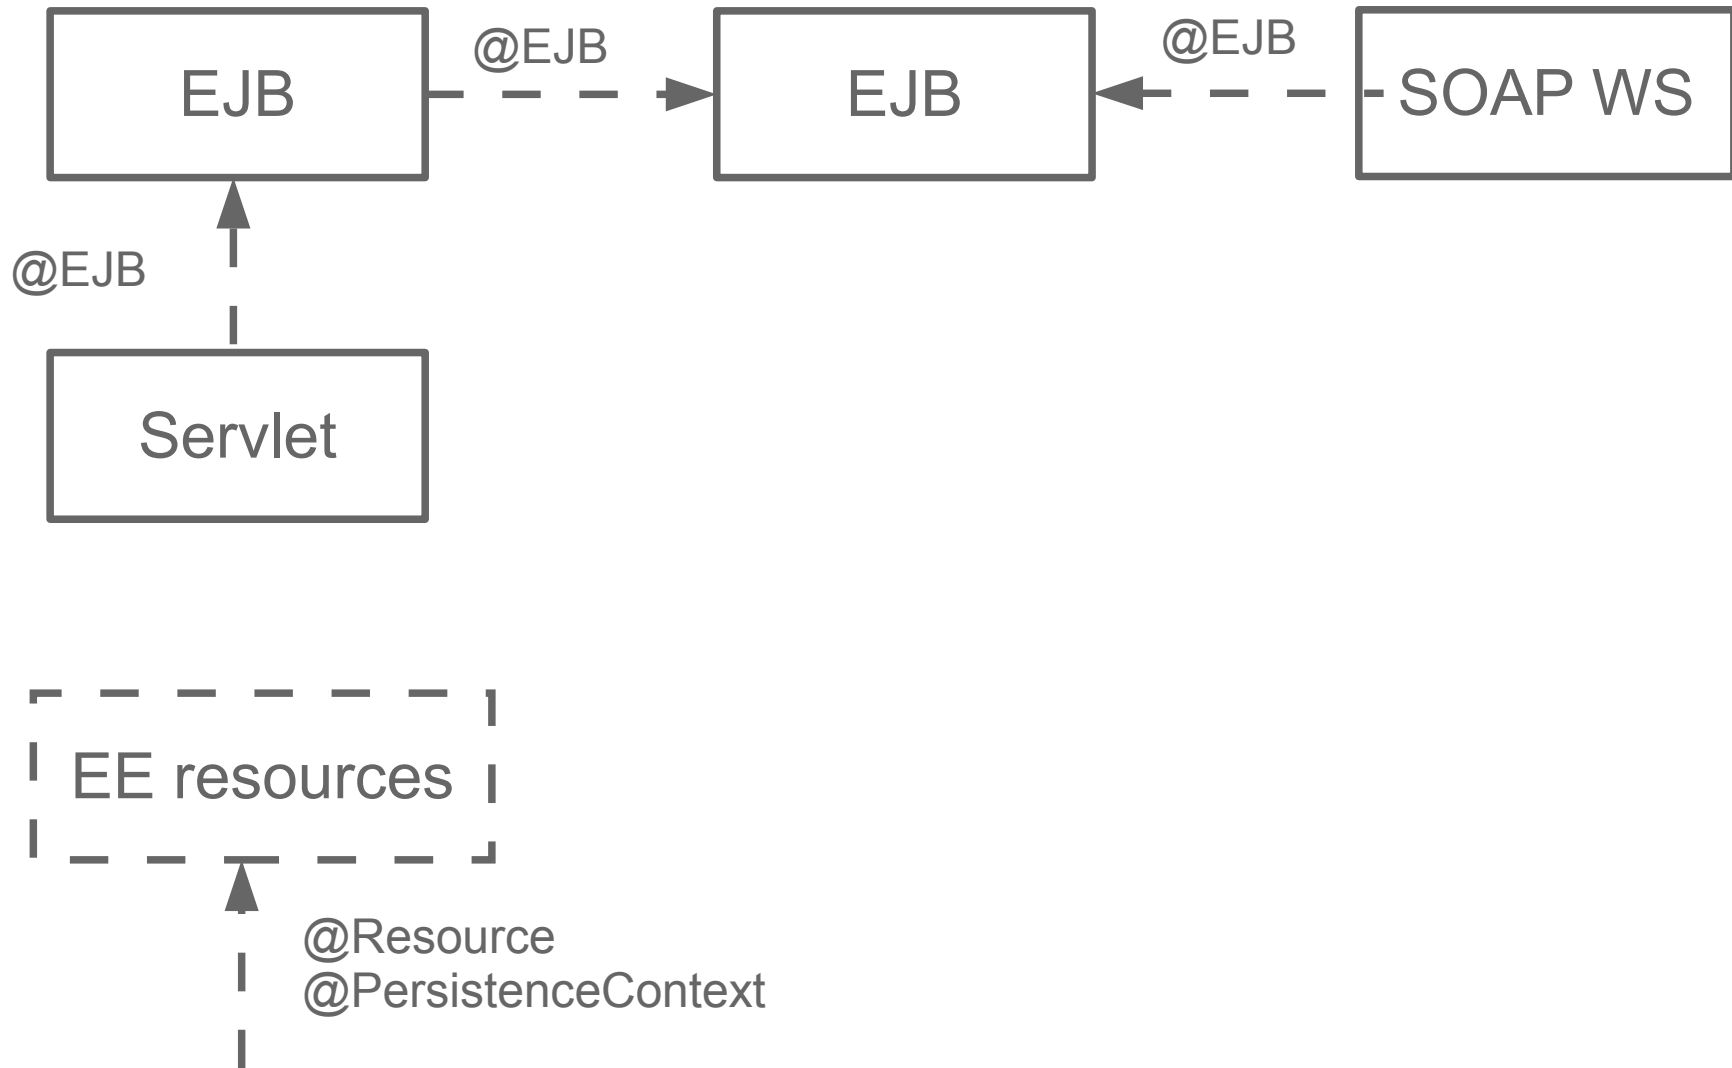 @EJB
@EJB
EJB
EJB
SOAP WS
@EJB
Servlet
EE resources
@Resource
@PersistenceContext